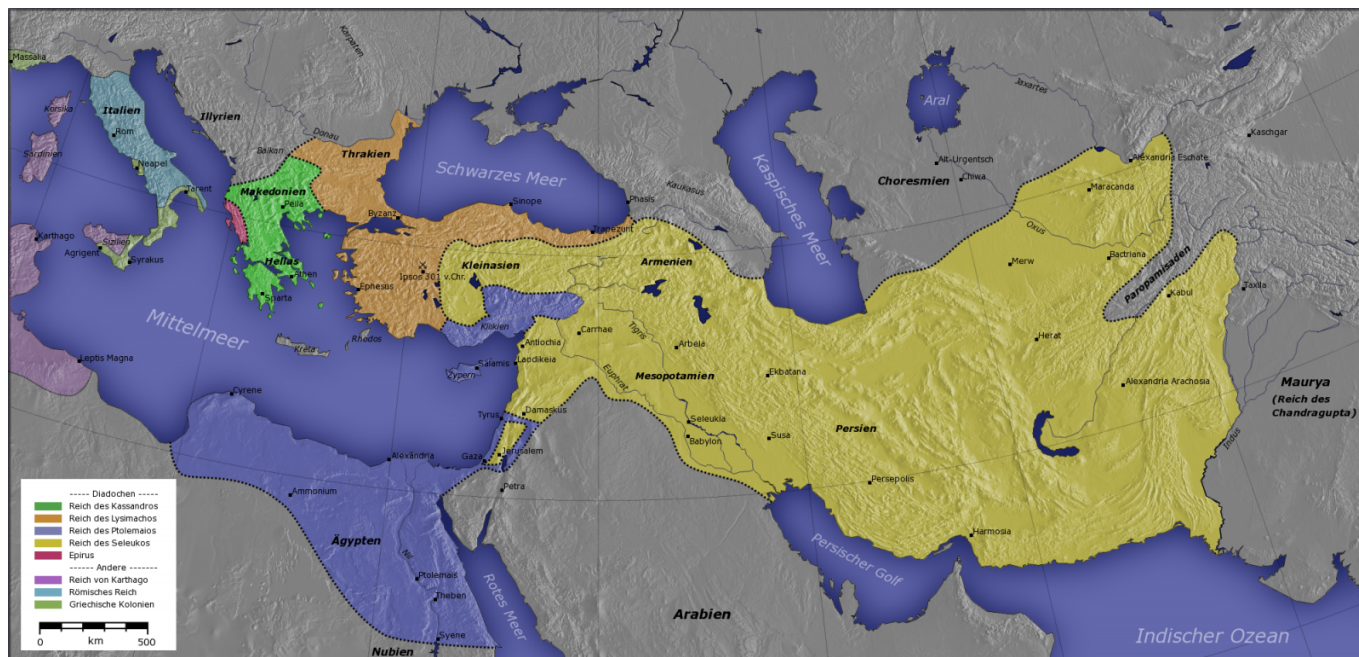 Massalia
Karpaten
Jaxartes
Aral
Korsika
Italien
Rom
Illyrien
Donau
Balkan
Thrakien
Schwarzes Meer
Kaukasus
Kaspisches Meer
Alt-Urgentsch
Chiwa
Choresmien
Alexandria Eschate
Kaschgar
Maracanda
Sardinien
Neapel
Terent
Makedonien
Pella
Byzanz
Sinope
Phasis
Trapezunt
Oxus
Merw
Bactriana
Paropamisaden
Karthago
Sizilien
Agrigent
Syrakus
Hellas
Athen
Sparta
Ipsos 301 v.Chr.
Ephesus
Kleinasien
Armenien
Kabul
Taxila
Mittelmeer
Kreta
Rhodos
Kilikien
Carrhae
Tigris
Arbela
Herat
Leptis Magna
Antiochia
Laodikeia
Salamis
Zypern
Euphrat
Mesopotamien
Ekbatana
Alexandria Arachosia
Maurya
(Reich des
Chandragupta)
Cyrene
Tyrus
Damaskus
Seleukia
Babylon
Susa
Persien
Indus
Alexandria
Gaza
Jerusalem
Petra
Persepolis
Ammonium
Harmosia
Ägypten
Nil
Ptolemais
Theben
Syene
Nubien
Rotes Meer
Arabien
Persischer Golf
Indischer Ozean
----- Diadochen -----
Reich des Kassandros
Reich des Lysimachos
Reich des Ptolemaios
Reich des Seleukos
Epirus
----- Andere -----
Reich von Karthago
Römisches Reich
Griechische Kolonien
0 km 500